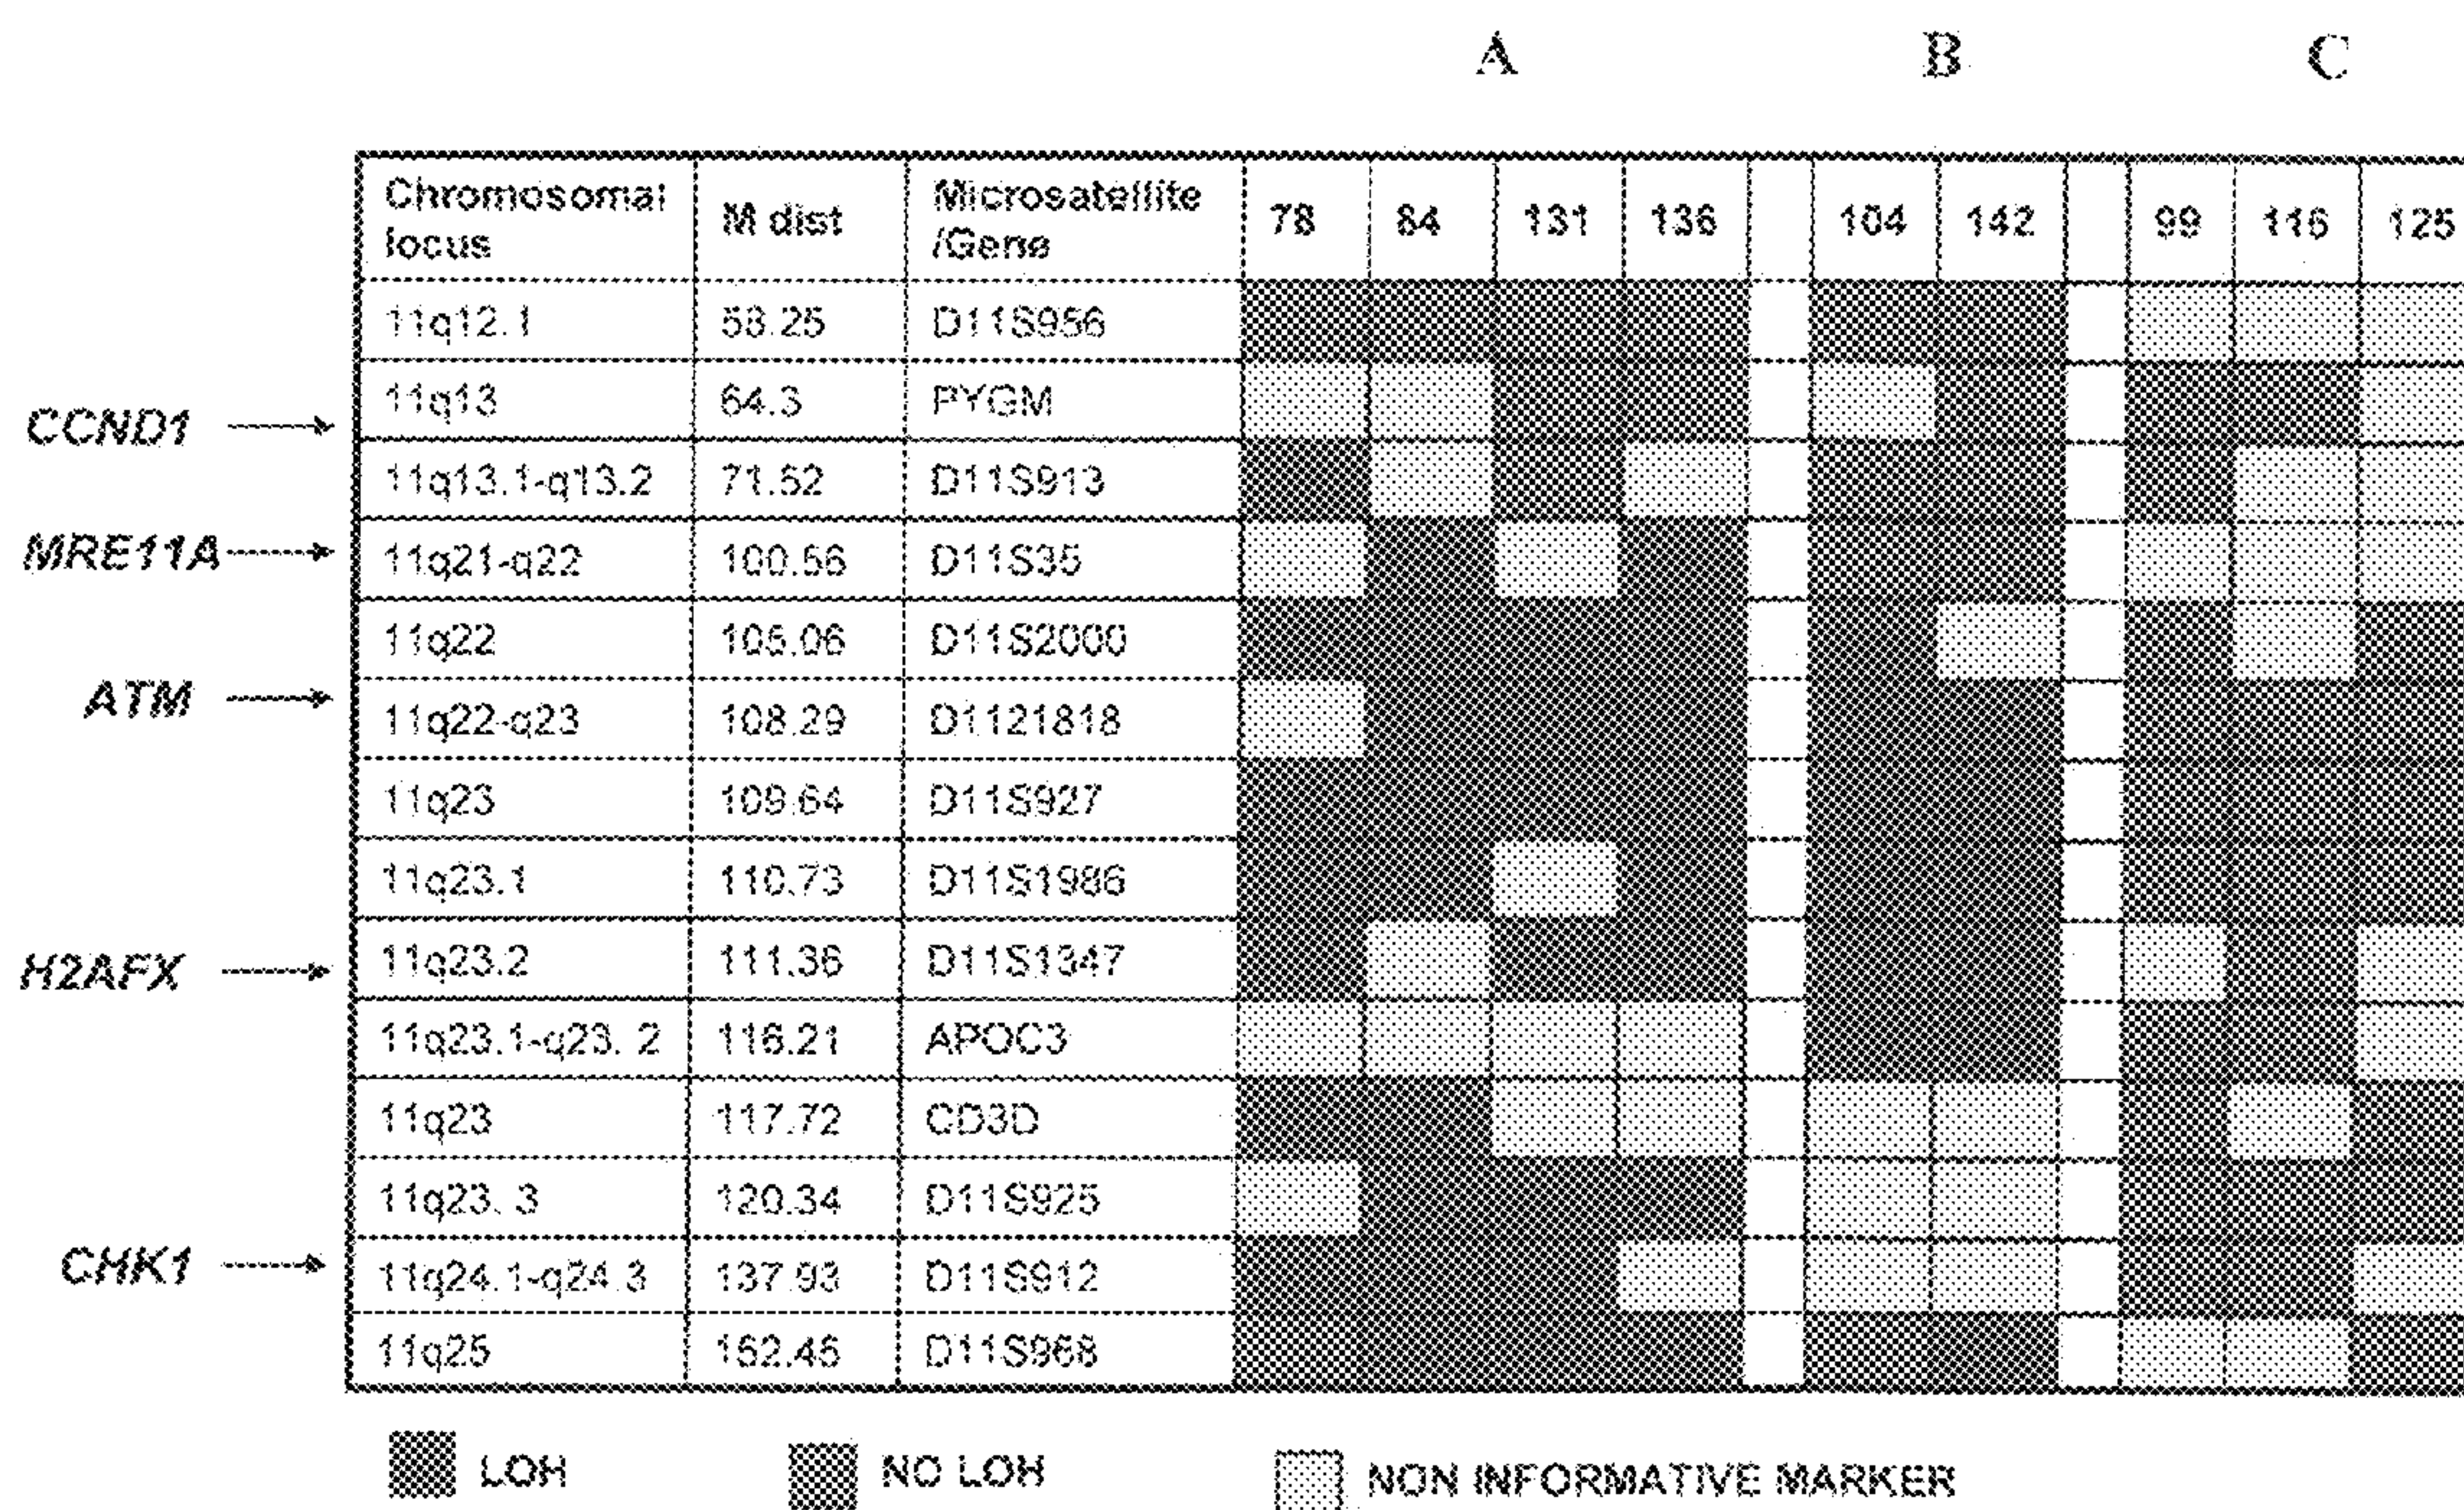 A B C
Chromosomal locus M dist Microsatellite /Gene 78 84 131 136 104 142 99 116 125
11q12.1 58.25 D11S956
11q13 64.3 PYGM
CCND1
11q13.1-q13.2 71.52 D11S913
MRE11A 11q21-q22 100.56 D11S35
11q22 105.06 D11S2000
ATM
11q22-q23 108.29 D1121818
11q23 109.64 D11S927
11q23.1 110.73 D11S1986
H2AFX 11q23.2 111.36 D11S1347
11q23.1-q23. 2 116.21 APOC3
11q23 117.72 CD3D
11q23. 3 120.34 D11S925
CHK1 11q24.1-q24.3 137.93 D11S912
11q25 152.45 D11S968
LOH NO LOH NON INFORMATIVE MARKER